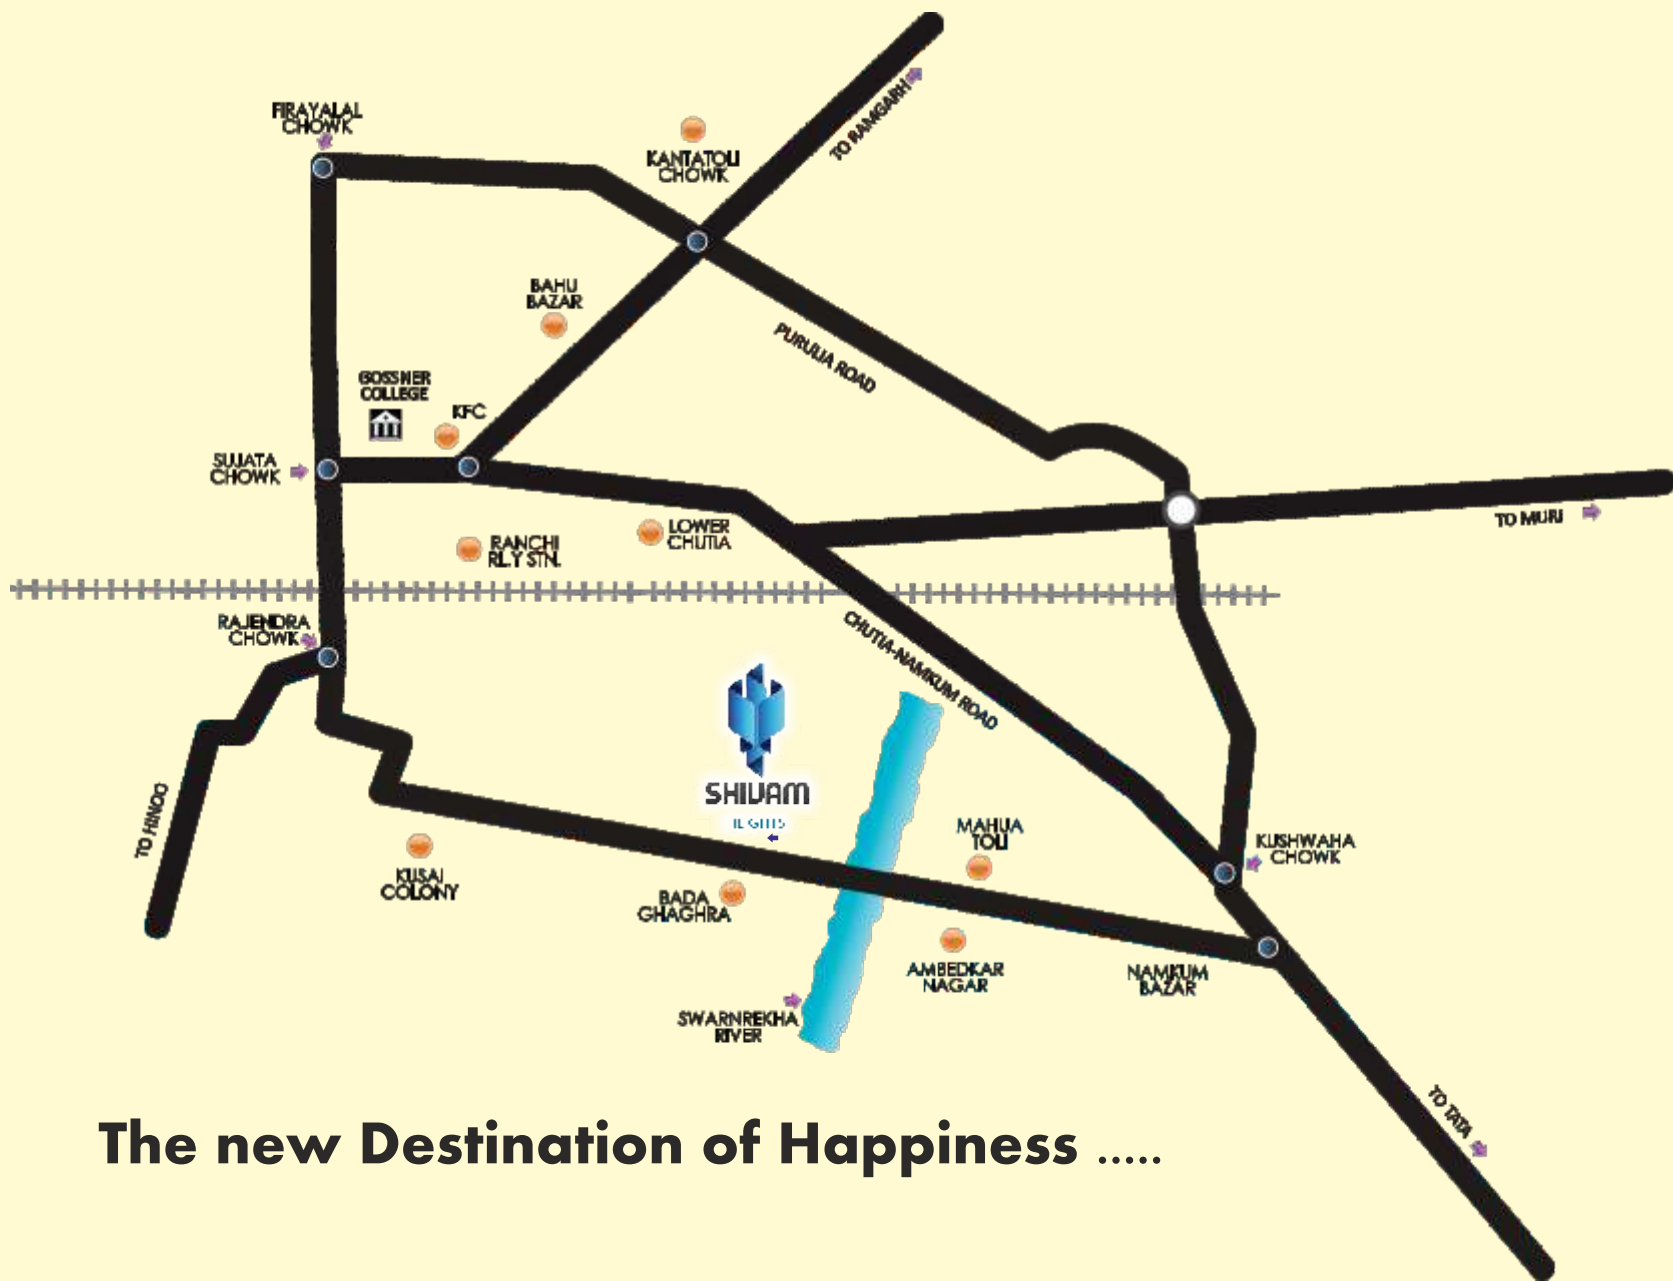 TO RAMGARH
FIRAYALAL
CHOWK
KANTATOLI
CHOWK
BAHU
BAZAR
PURULIA ROAD
GOSSNER
COLLEGE
KFC
SUJATA
CHOWK
TO MURI
LOWER
CHUTIA
RANCHI
RLY STN.
RAJENDRA
CHOWK
CHUTIA-NAMKUM ROAD
SHIVAM
TO HINOO
MAHUA
TOLI
KUSHWAHA
CHOWK
KUSAI
COLONY
BADA
GHAGHRA
AMBEDKAR
NAGAR
NAMKUM
BAZAR
SWARNREKHA
RIVER
TO TATA
The new Destination of Happiness .....